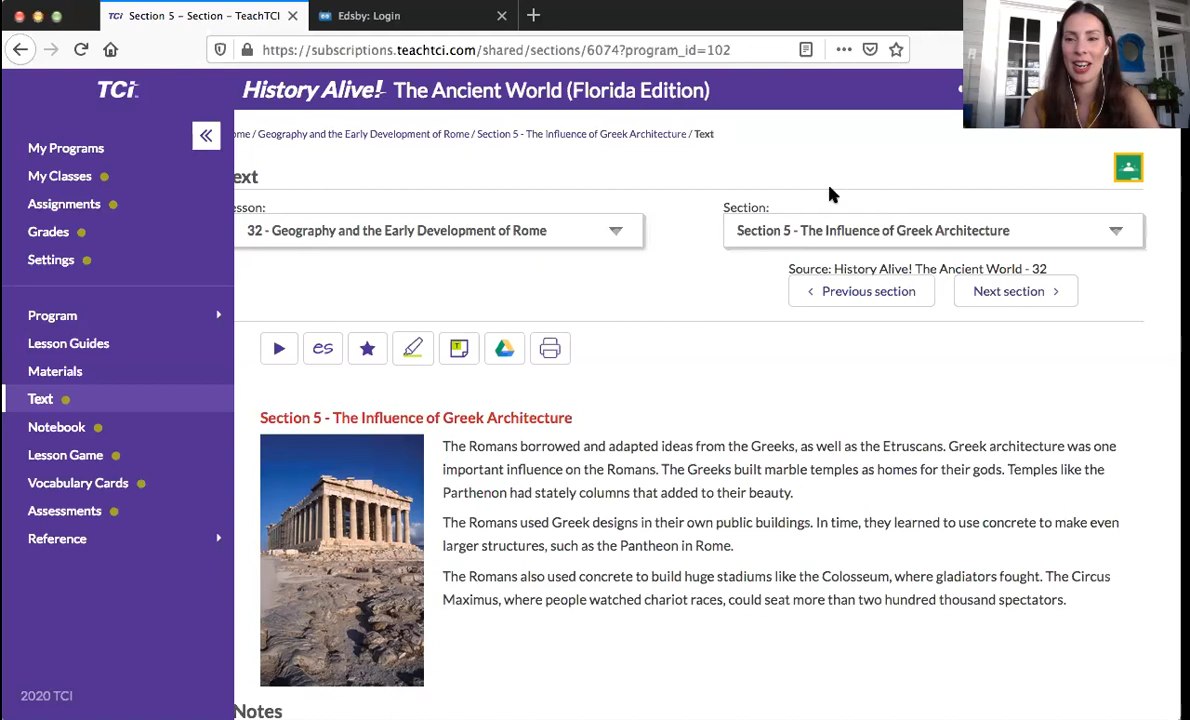 TCi Section 5 - Section - TeachTCI
Edsby: Login
https://subscriptions.teachtci.com/shared/sections/6074?program_id=102
TCi
History Alive! The Ancient World (Florida Edition)
My Programs
My Classes
Assignments
Grades
Settings
Program
Lesson Guides
Materials
Text
Notebook
Lesson Game
Vocabulary Cards
Assessments
Reference
2020 TCI
ome / Geography and the Early Development of Rome / Section 5 - The Influence of Greek Architecture / Text
ext
esson:
32 - Geography and the Early Development of Rome
Section:
Section 5 - The Influence of Greek Architecture
Source: History Alive! The Ancient World - 32
Previous section
Next section
es
T
Section 5 - The Influence of Greek Architecture
The Romans borrowed and adapted ideas from the Greeks, as well as the Etruscans. Greek architecture was one
important influence on the Romans. The Greeks built marble temples as homes for their gods. Temples like the
Parthenon had stately columns that added to their beauty.
The Romans used Greek designs in their own public buildings. In time, they learned to use concrete to make even
larger structures, such as the Pantheon in Rome.
The Romans also used concrete to build huge stadiums like the Colosseum, where gladiators fought. The Circus
Maximus, where people watched chariot races, could seat more than two hundred thousand spectators.
Notes